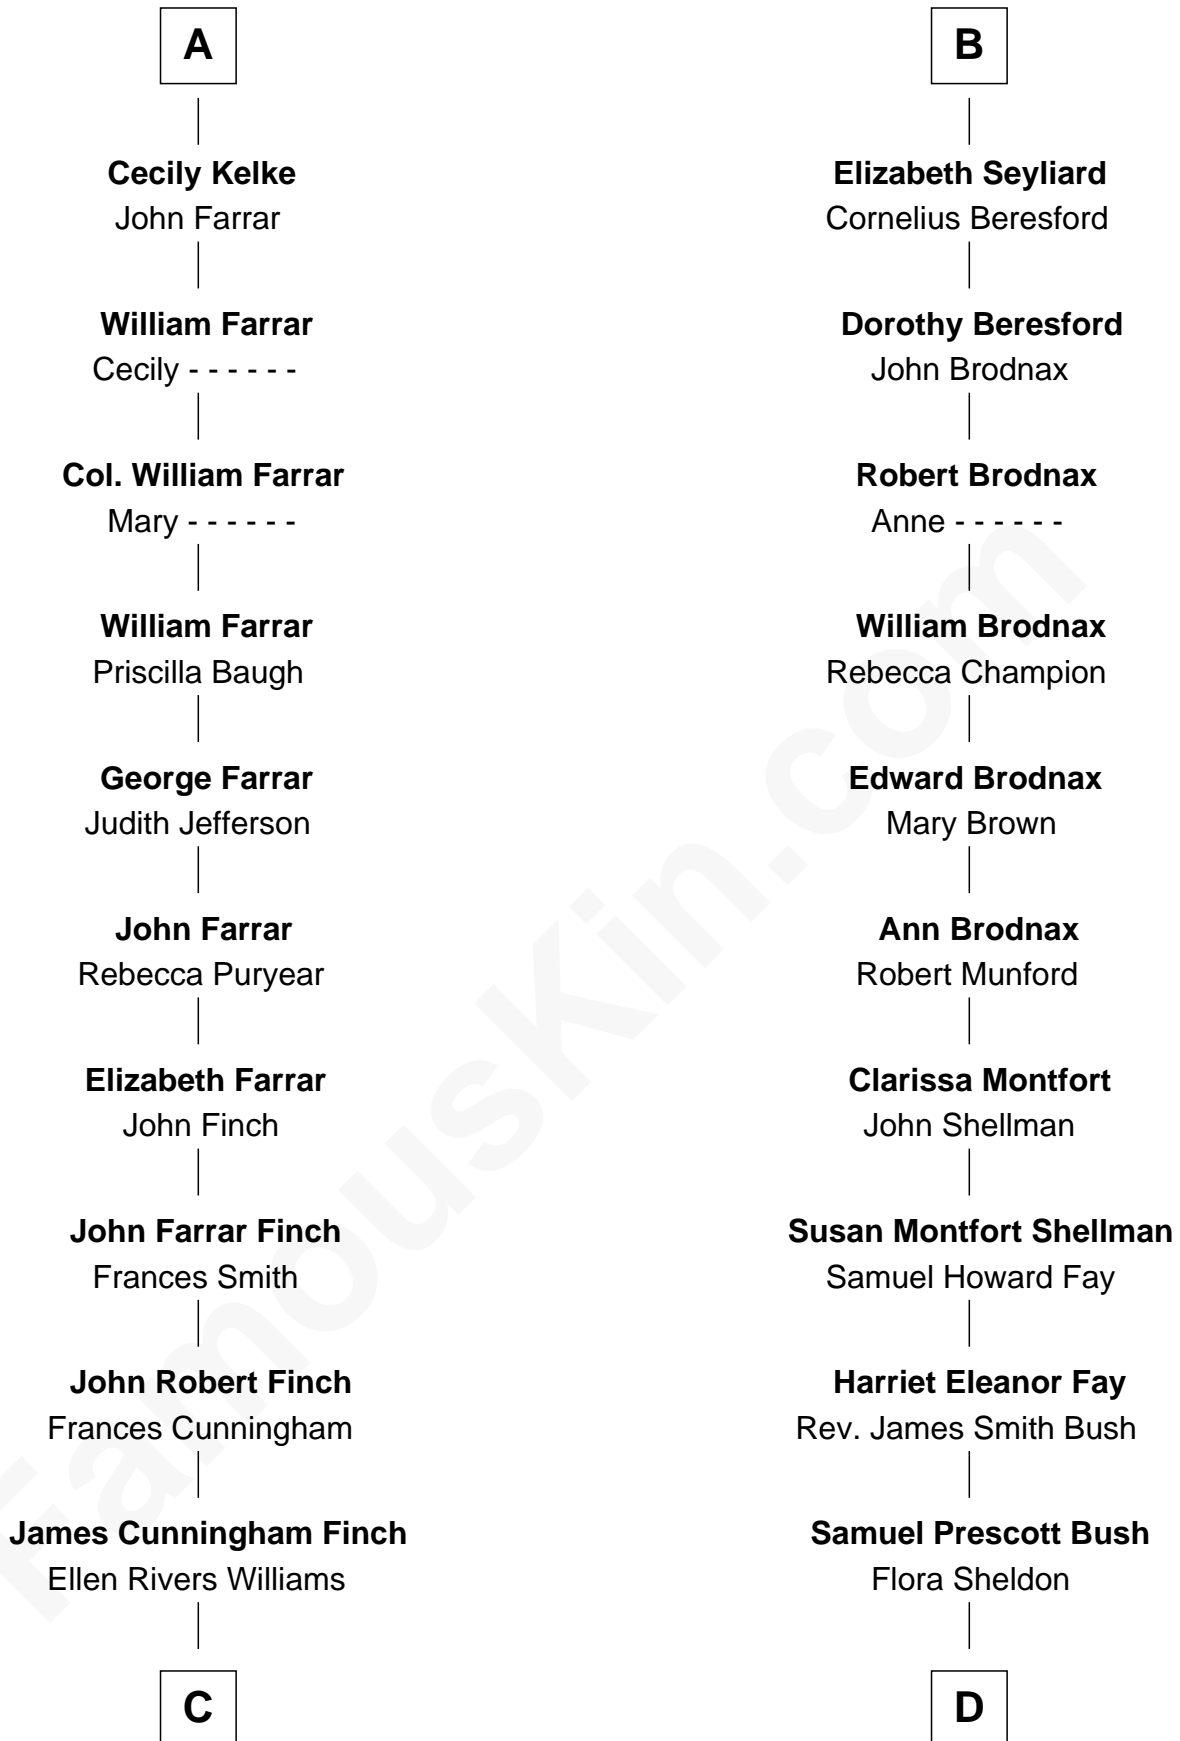 A
Cecily Kelke
John Farrar
William Farrar
Cecily - - - - - -
Col. William Farrar
Mary - - - - - -
William Farrar
Priscilla Baugh
George Farrar
Judith Jefferson
John Farrar
Rebecca Puryear
Elizabeth Farrar
John Finch
John Farrar Finch
Frances Smith
John Robert Finch
Frances Cunningham
James Cunningham Finch
Ellen Rivers Williams
C
B
Elizabeth Seyliard
Cornelius Beresford
Dorothy Beresford
John Brodnax
Robert Brodnax
Anne - - - - - -
William Brodnax
Rebecca Champion
Edward Brodnax
Mary Brown
Ann Brodnax
Robert Munford
Clarissa Montfort
John Shellman
Susan Montfort Shellman
Samuel Howard Fay
Harriet Eleanor Fay
Rev. James Smith Bush
Samuel Prescott Bush
Flora Sheldon
D
FamousKin.com